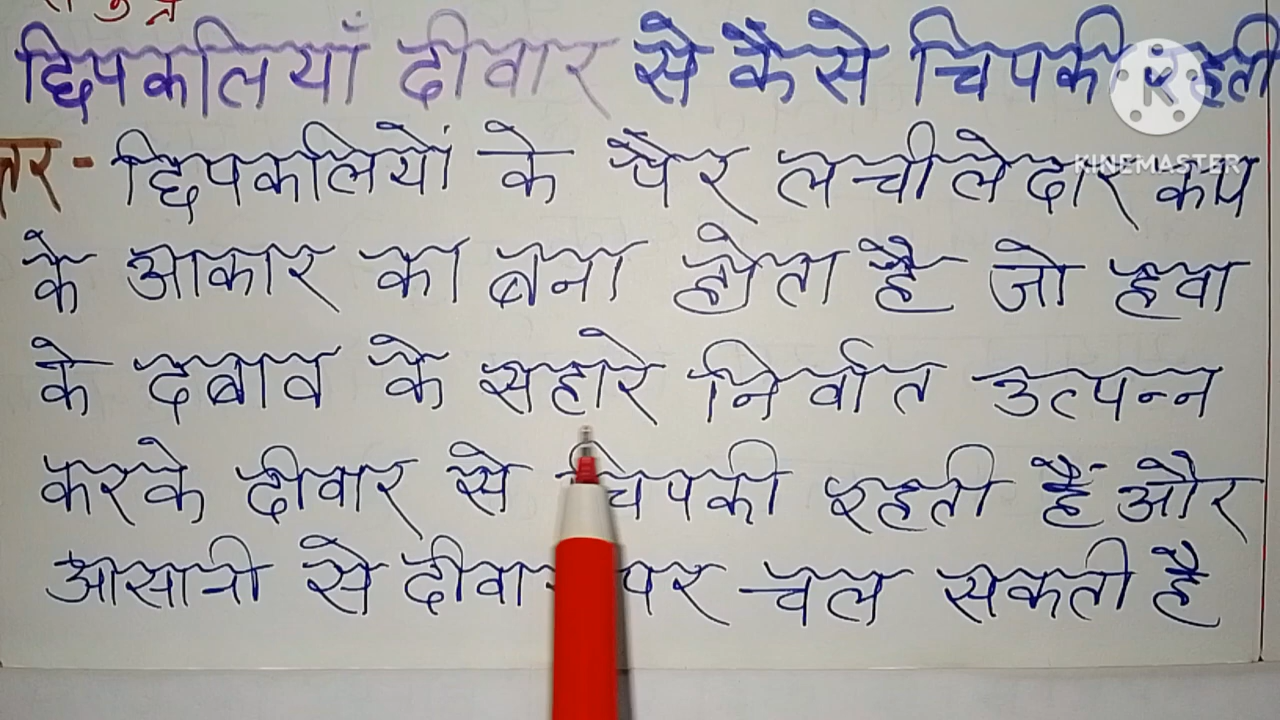 छिपकलियाँ दीवार से कैसे चिपकी रहती
त्तर- छिपकलियों के पैर लचीलेदार कप
के आकार का बना होता है जो हवा
के दबाव के सहारे निर्वात उत्पन्न
करके दीवार से चिपकी रहती हैं और
आसानी से दीवार पर चल सकती है
KINEMASTER